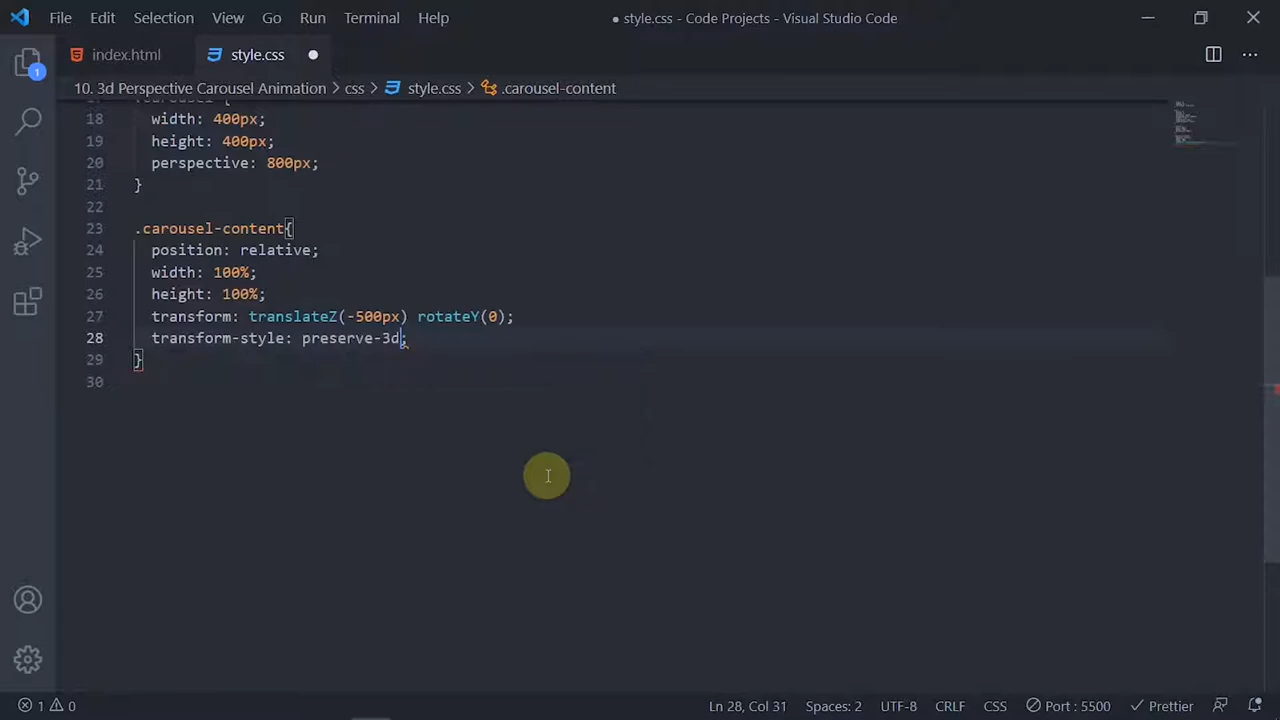 File Edit Selection View Go Run Terminal Help ● style.css - Code Projects - Visual Studio Code
index.html style.css
10. 3d Perspective Carousel Animation > css > style.css > .carousel-content
18 width: 400px;
19 height: 400px;
20 perspective: 800px;
21 }
22
23 .carousel-content{
24 position: relative;
25 width: 100%;
26 height: 100%;
27 transform: translateZ(-500px) rotateY(0);
28 transform-style: preserve-3d;
29 }
30
1
1 0 Ln 28, Col 31 Spaces: 2 UTF-8 CRLF CSS Port : 5500 Prettier